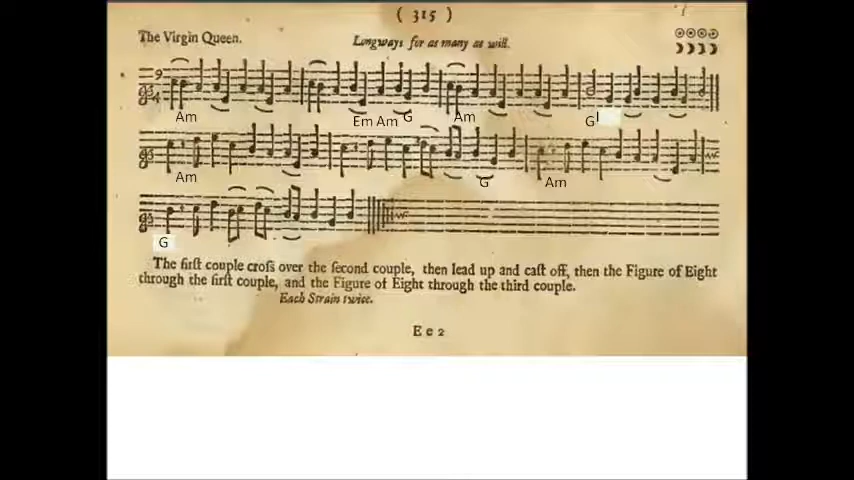 ( 315 )
The Virgin Queen.
Longways for as many as will.
9
4
Am
Em Am G
Am
G
Am
G
Am
G
The first couple cross over the second couple, then lead up and cast off, then the Figure of Eight
through the first couple, and the Figure of Eight through the third couple.
Each Strain twice.
E e 2